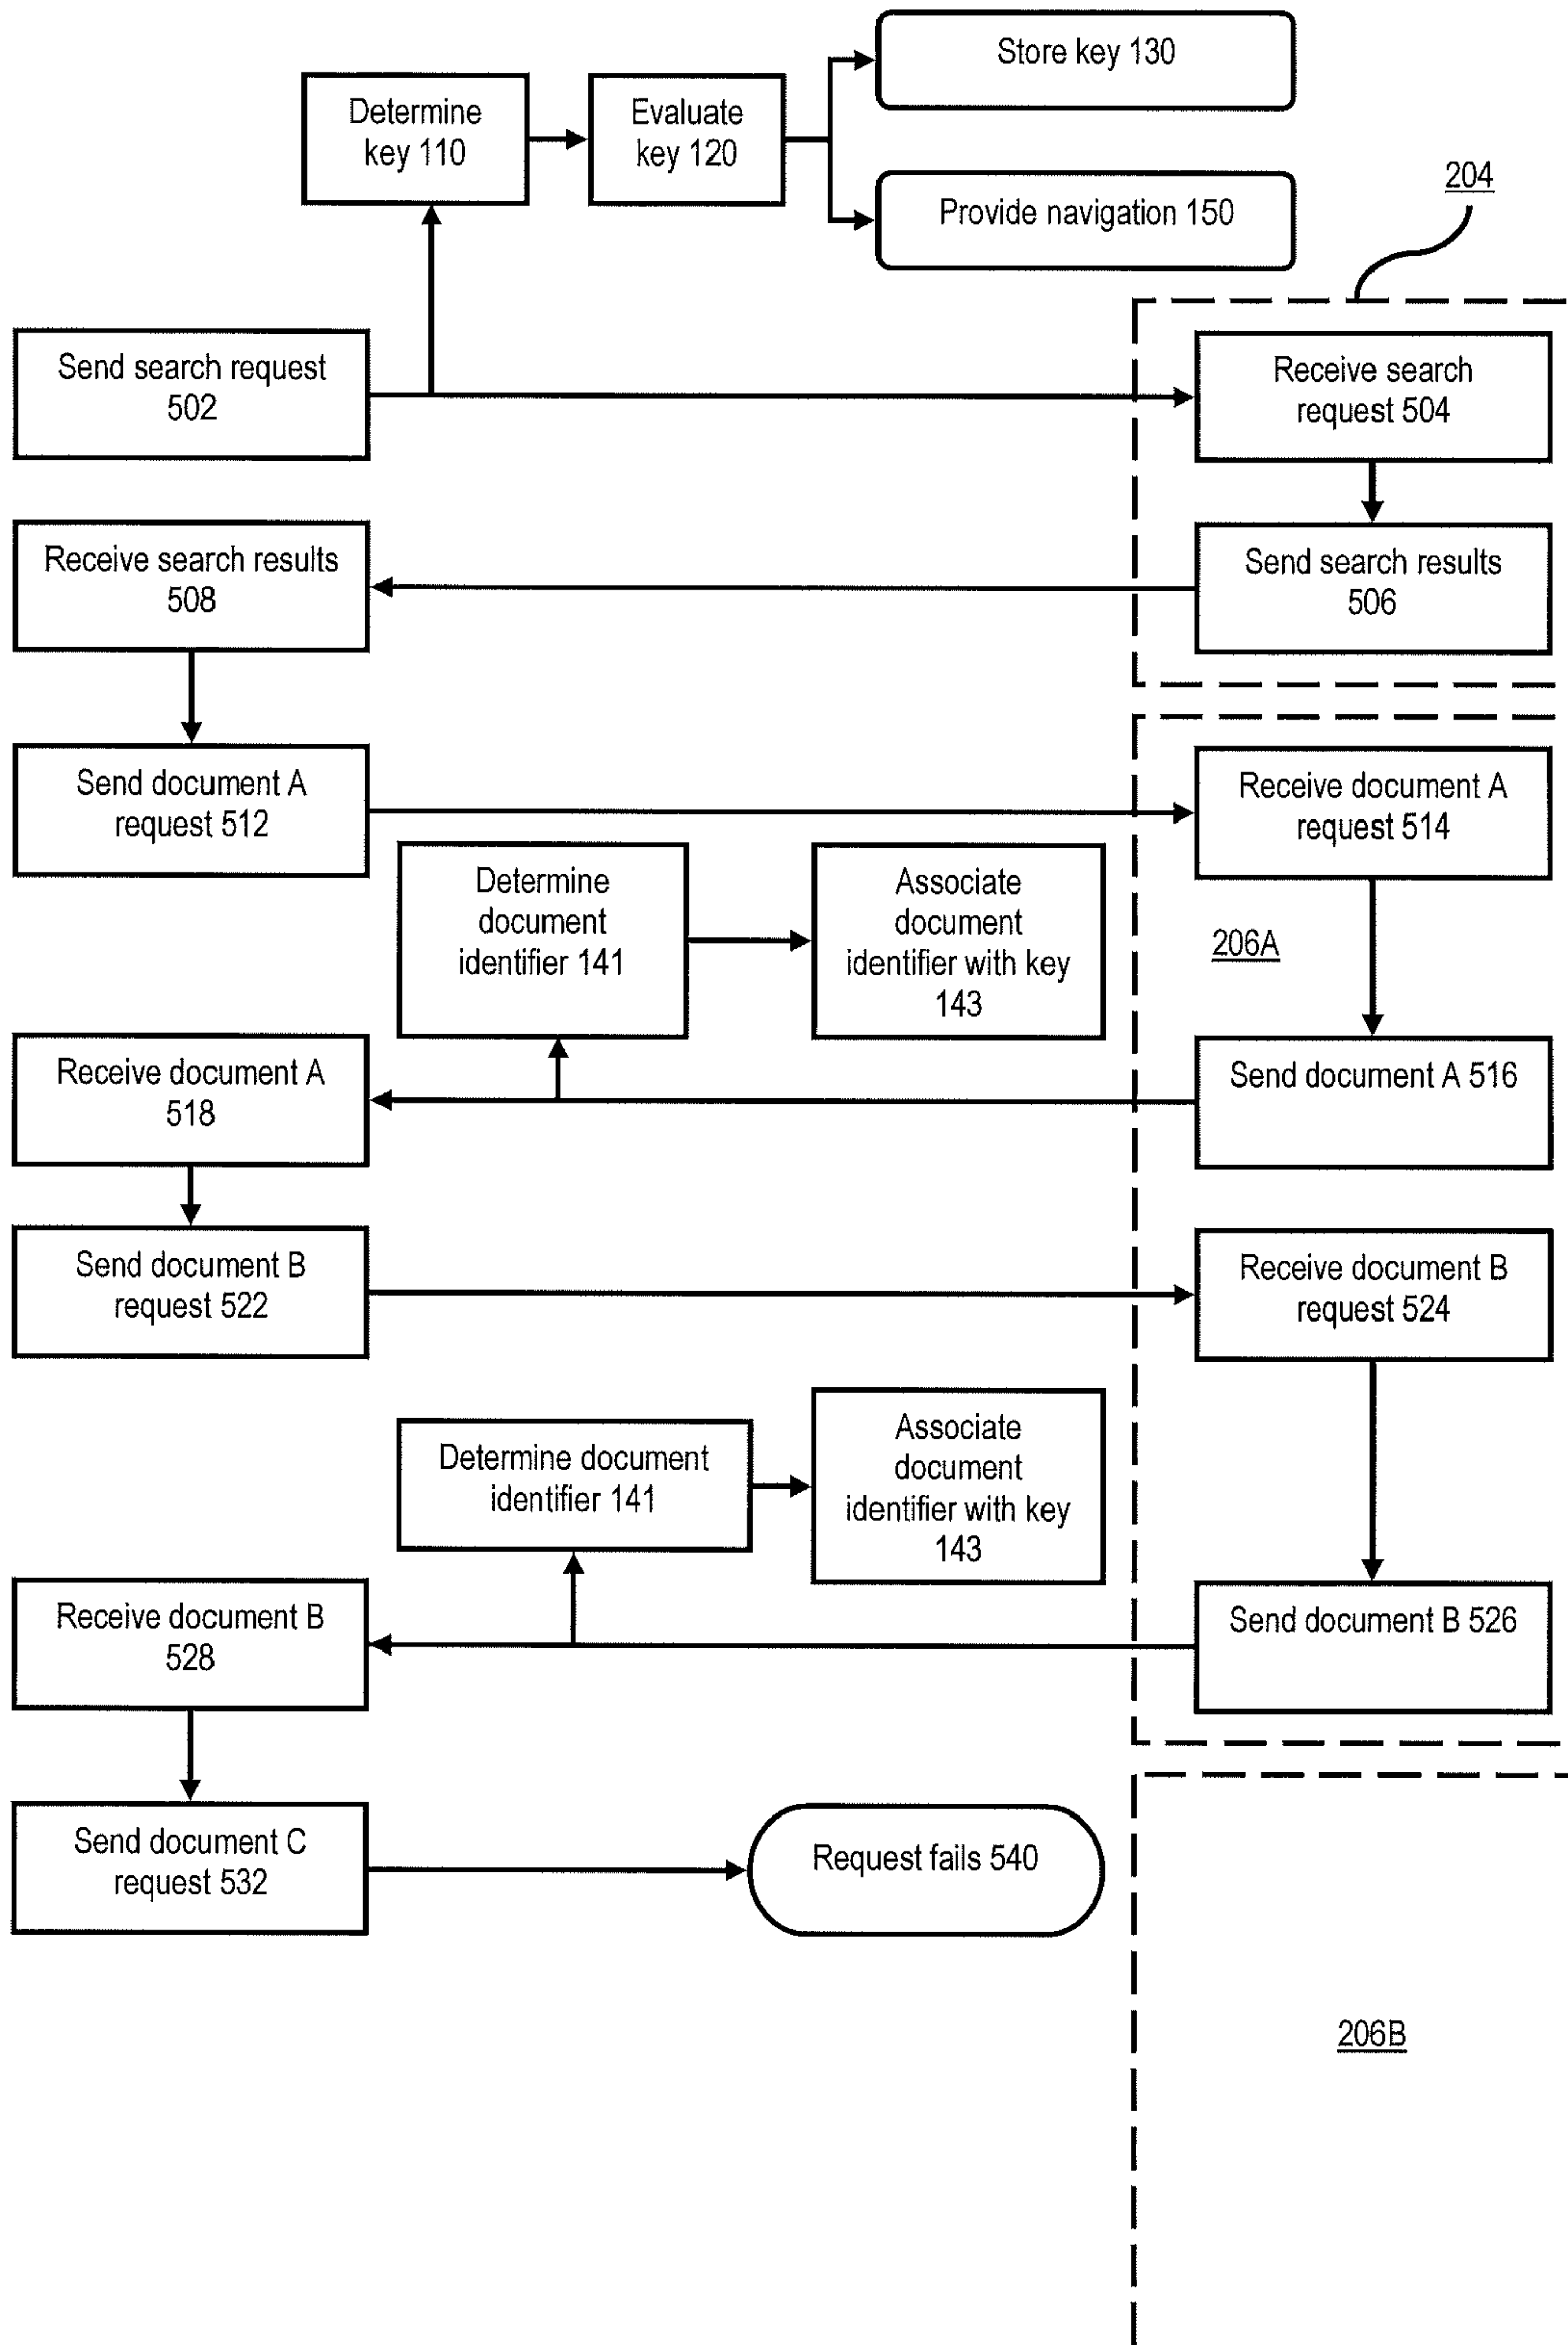 Store key 130
Determine
key 110
Evaluate
key 120
Provide navigation 150
204
Send search request
502
Receive search
request 504
Receive search results
508
Send search results
506
Send document A
request 512
Receive document A
request 514
Determine
document
identifier 141
Associate
document
identifier with key
143
206A
Receive document A
518
Send document A 516
Send document B
request 522
Receive document B
request 524
Determine document
identifier 141
Associate
document
identifier with key
143
Receive document B
528
Send document B 526
Send document C
request 532
Request fails 540
206B